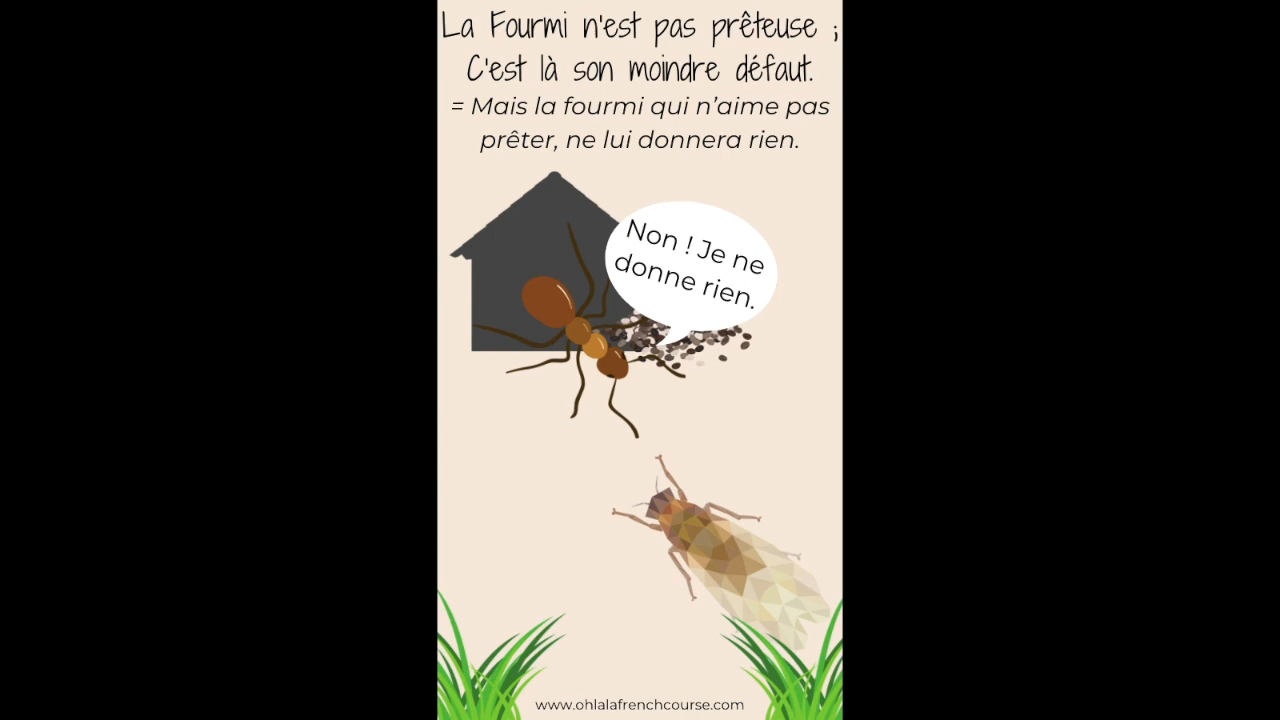 La Fourmi n'est pas prêteuse ;
C'est là son moindre défaut.
= Mais la fourmi qui n’aime pas
prêter, ne lui donnera rien.
Non ! Je ne
donne rien.
www.ohlalafrenchcourse.com